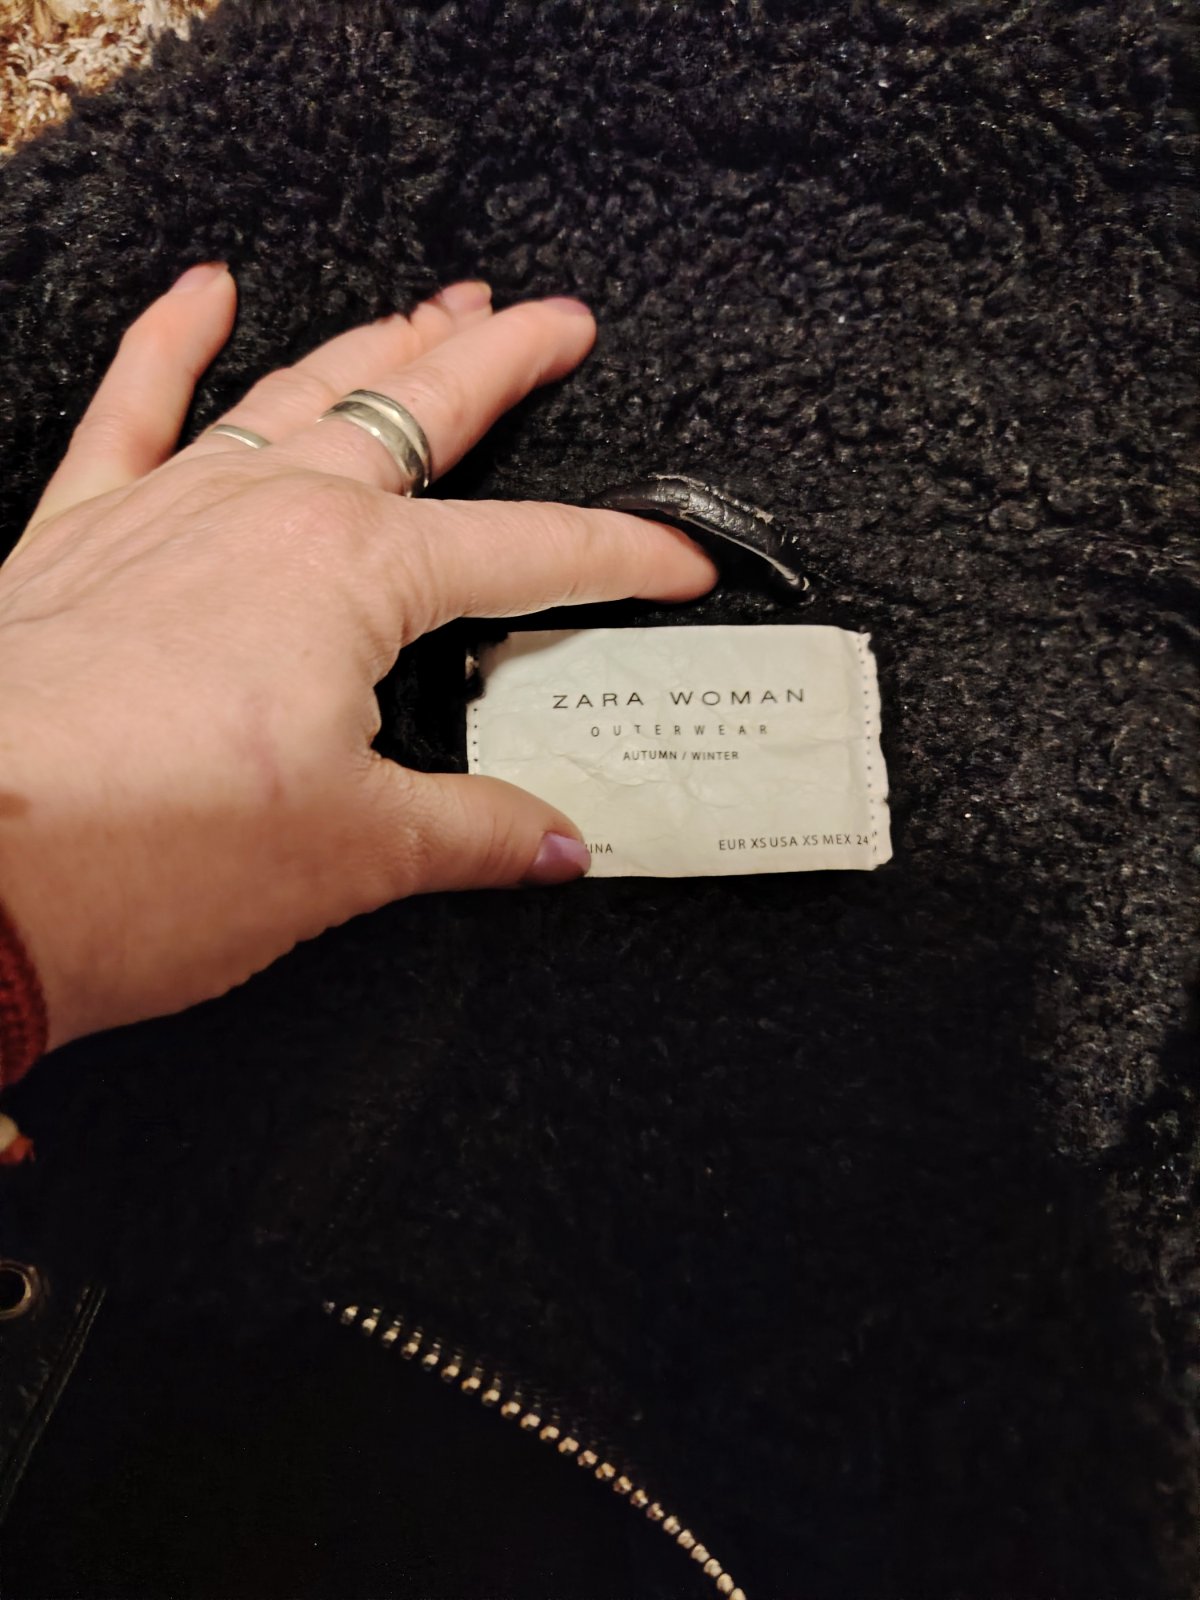 ZARA WOMAN
OUTERWEAR
AUTUMN / WINTER
EUR XS USA XS MEX 24